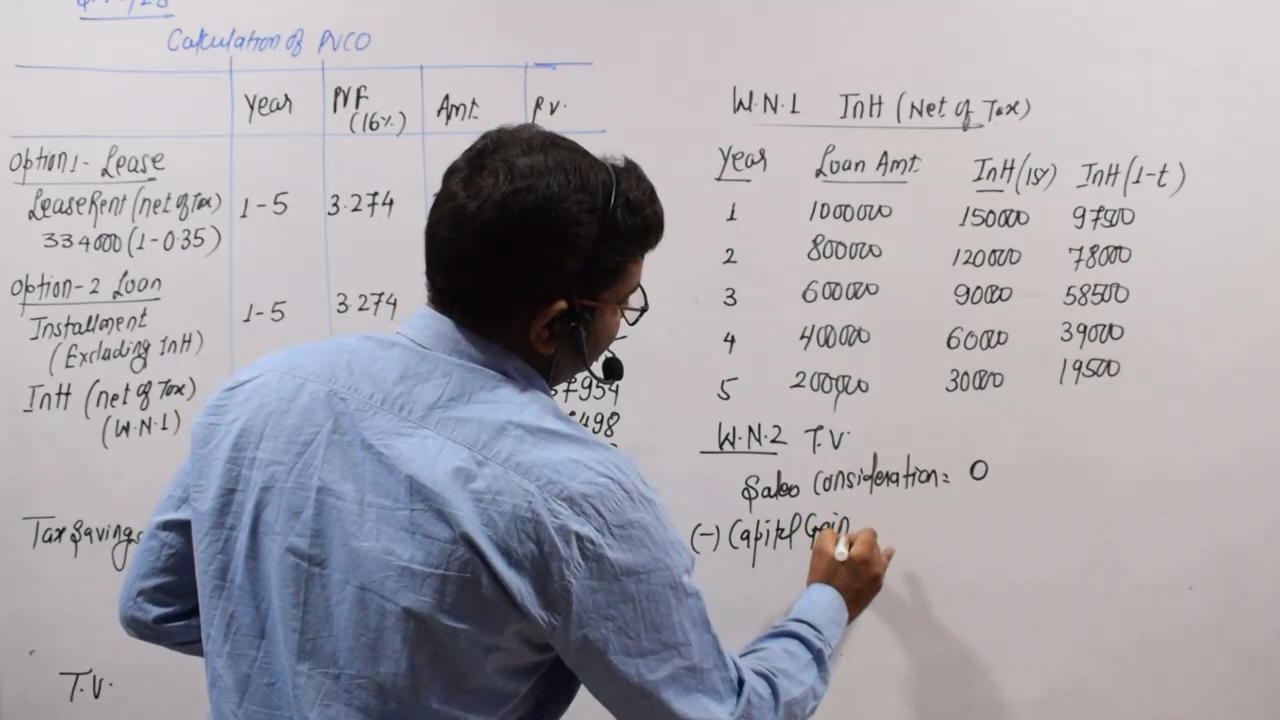 Calculation of PVCO
Year PVF (16%) Amt. P.V.
Option 1 - Lease
Lease Rent (net of Tax) 1-5 3.274
334000 (1-0.35)
Option-2 Loan
Installment 1-5 3.274
(Excluding Int)
Int (net of Tax) 7954
(W.N.1) 498
Tax Savings
T.V.
W.N.1 Int (Net of Tax)
Year Loan Amt. Int (15%) Int (1-t)
1 1000000 150000 97500
2 800000 120000 78000
3 600000 90000 58500
4 400000 60000 39000
5 200000 30000 19500
W.N.2 T.V.
Sales Consideration = 0
(-) Capital Gain